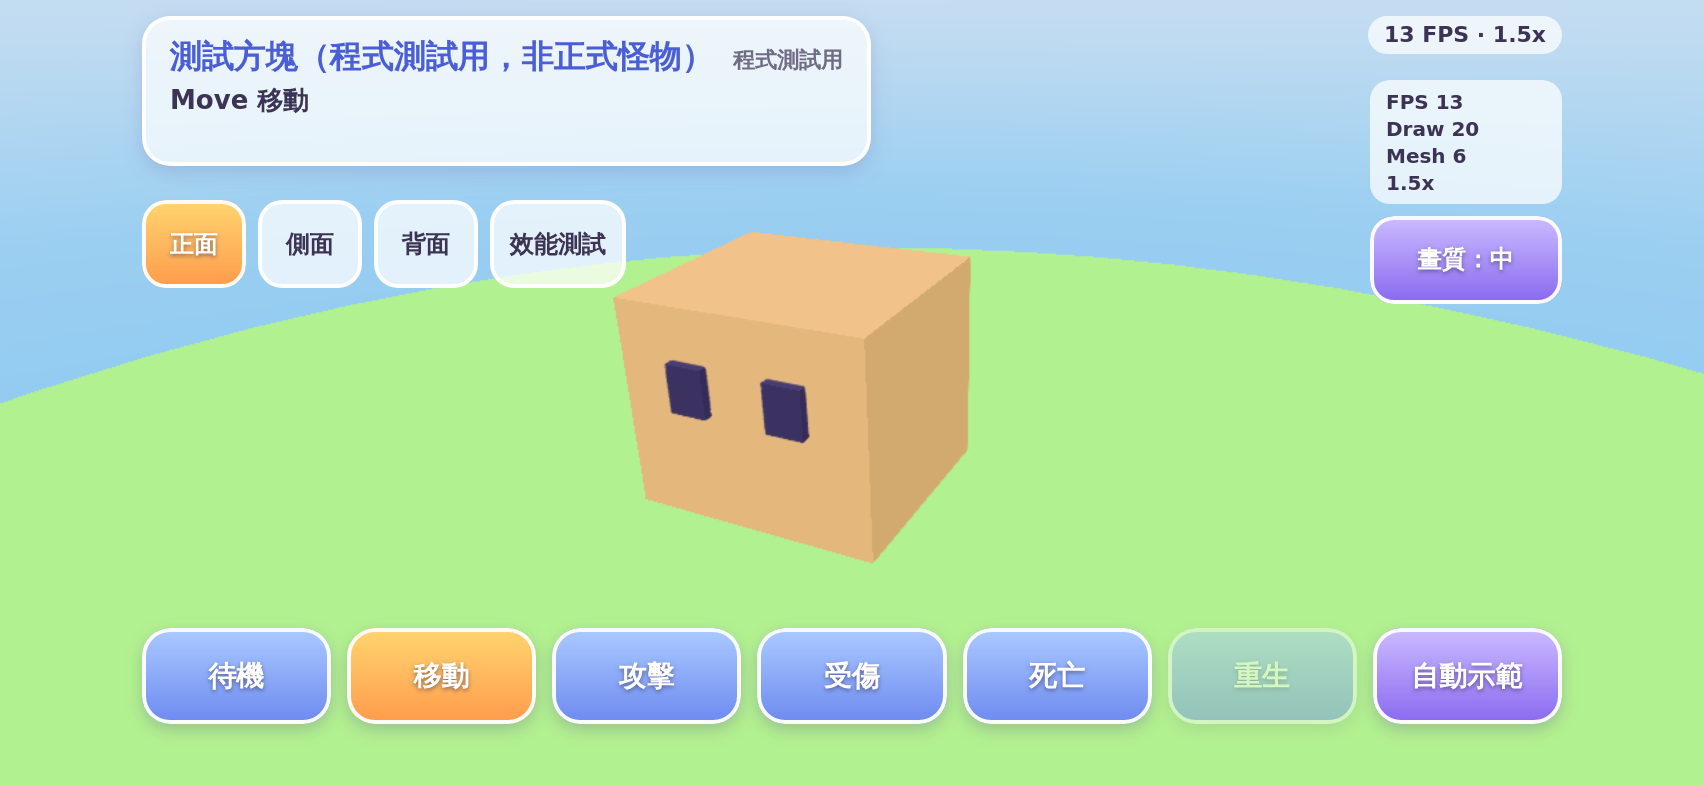 測試方塊（程式測試用，非正式怪物） 程式測試用
Move 移動
13 FPS · 1.5x
FPS 13
Draw 20
Mesh 6
1.5x
畫質：中
正面
側面
背面
效能測試
待機
移動
攻擊
受傷
死亡
重生
自動示範